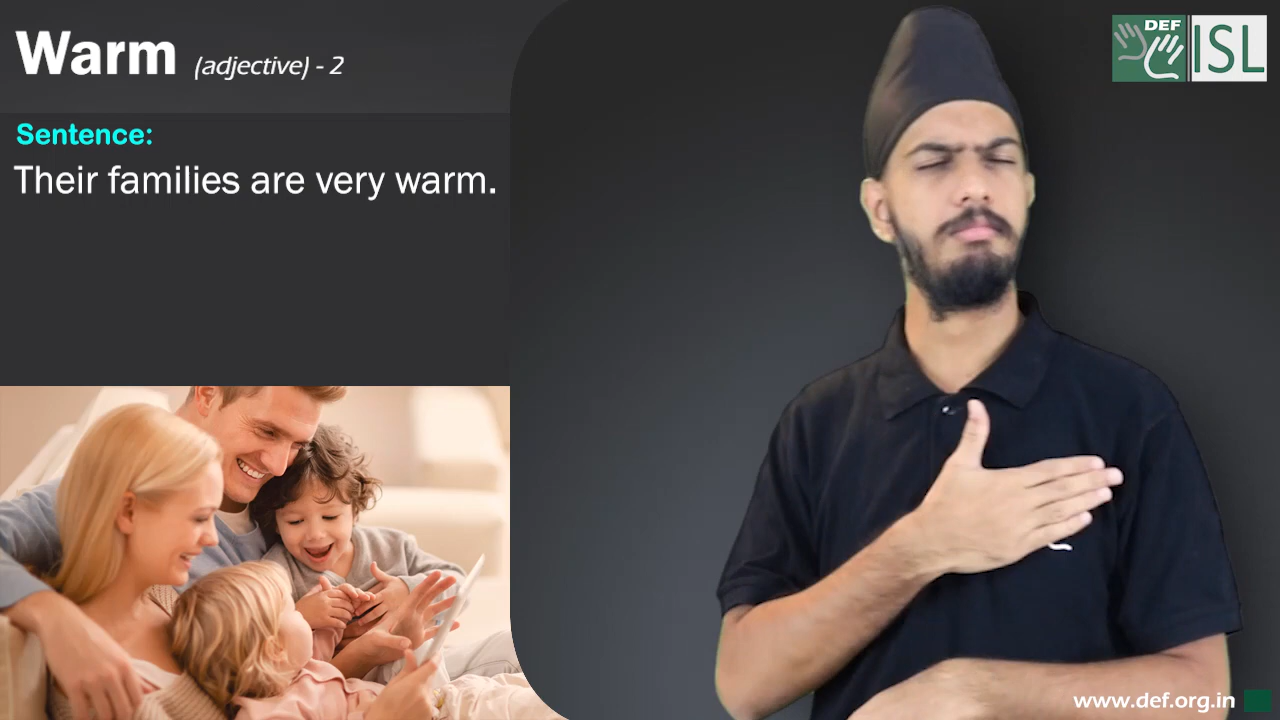 Warm (adjective) - 2
Sentence:
Their families are very warm.
DEF
ISL
www.def.org.in